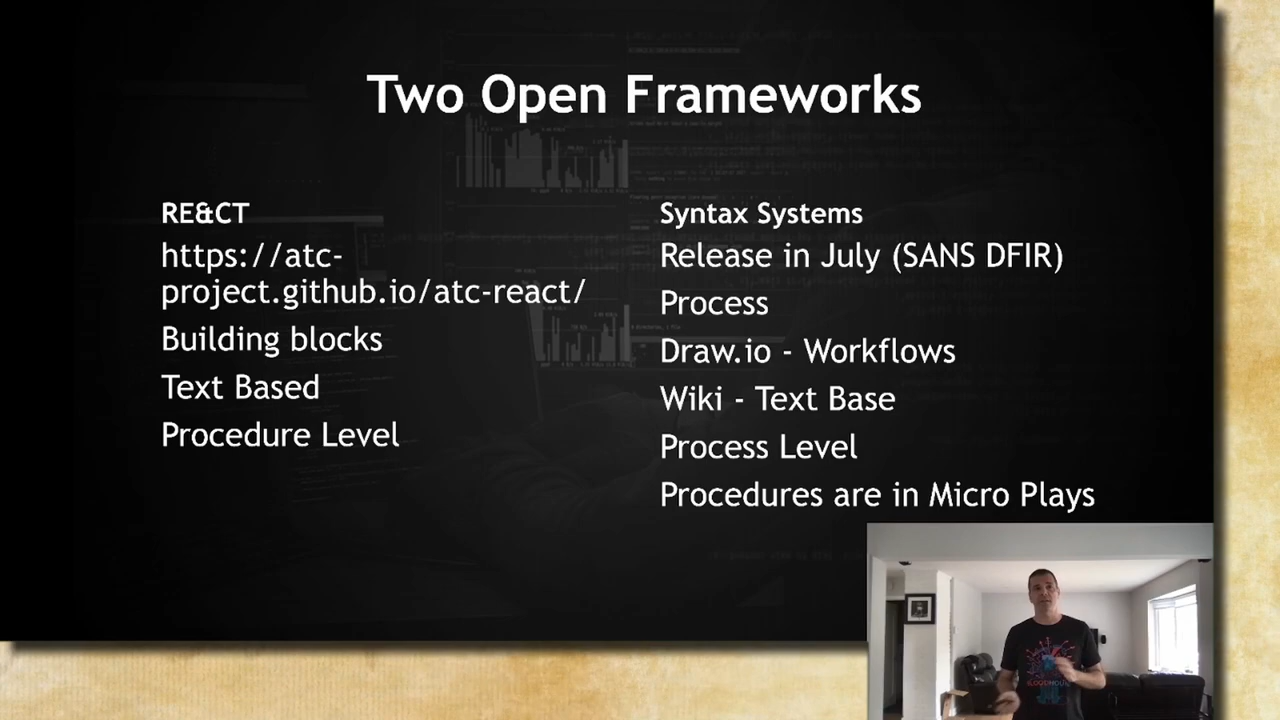 Two Open Frameworks
RE&CT
https://atc-
project.github.io/atc-react/
Building blocks
Text Based
Procedure Level
Syntax Systems
Release in July (SANS DFIR)
Process
Draw.io - Workflows
Wiki - Text Base
Process Level
Procedures are in Micro Plays